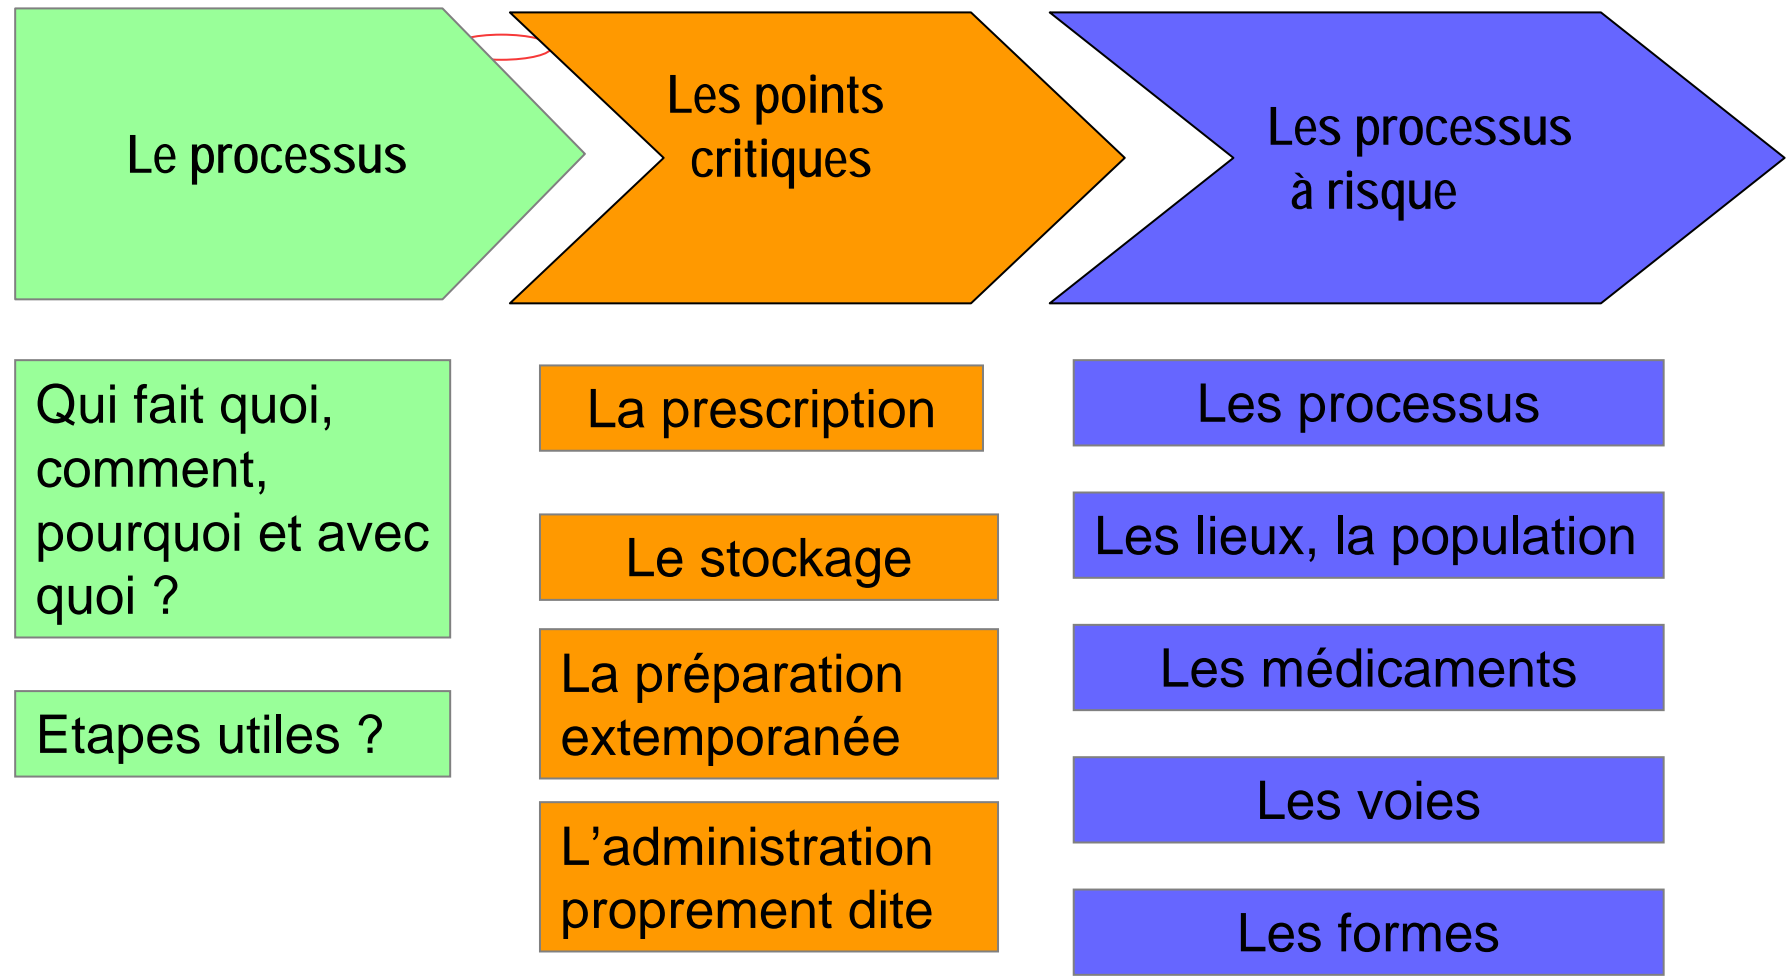 Le processus
Les points
critiques
Les processus
à risque
Qui fait quoi,
comment,
pourquoi et avec
quoi ?
Etapes utiles ?
La prescription
Le stockage
La préparation
extemporanée
L’administration
proprement dite
Les processus
Les lieux, la population
Les médicaments
Les voies
Les formes